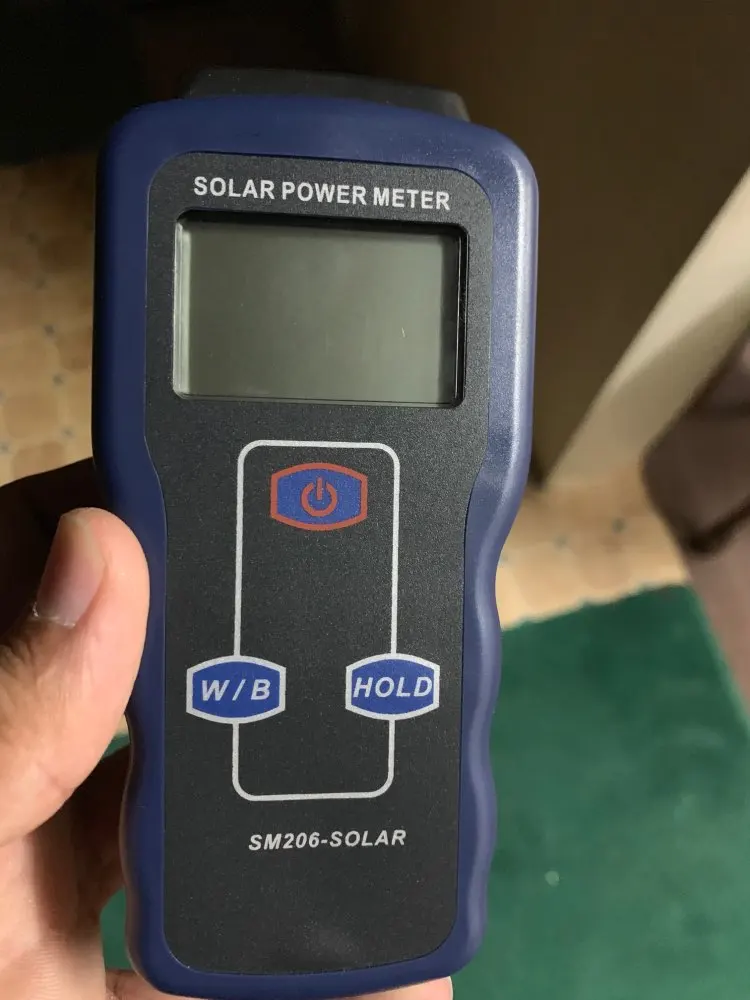 SOLAR POWER METER
W/B
HOLD
SM206-SOLAR